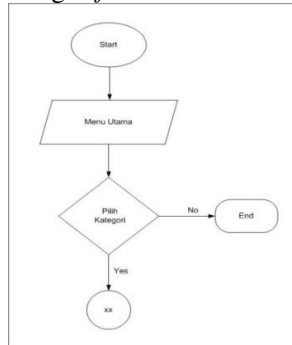 Start
Menu Utama
Pilih
Kategori
No
End
Yes
xx